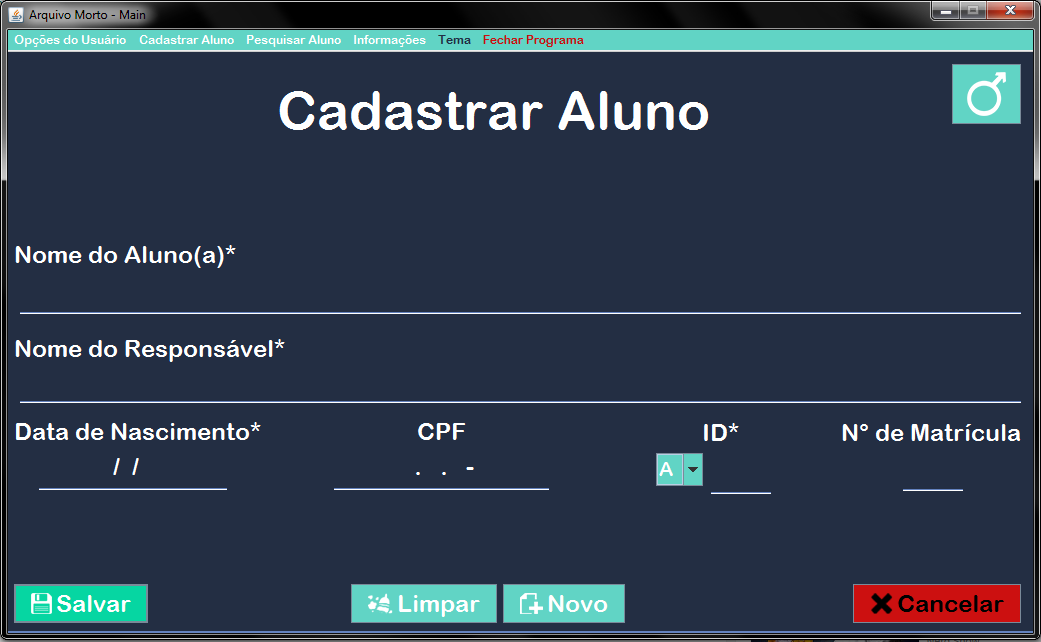 Arquivo Morto - Main
Opções do Usuário Cadastrar Aluno Pesquisar Aluno Informações Tema Fechar Programa
Cadastrar Aluno
Nome do Aluno(a)*
Nome do Responsável*
Data de Nascimento* CPF ID* N° de Matrícula
/ / . . - A
Salvar Limpar Novo Cancelar